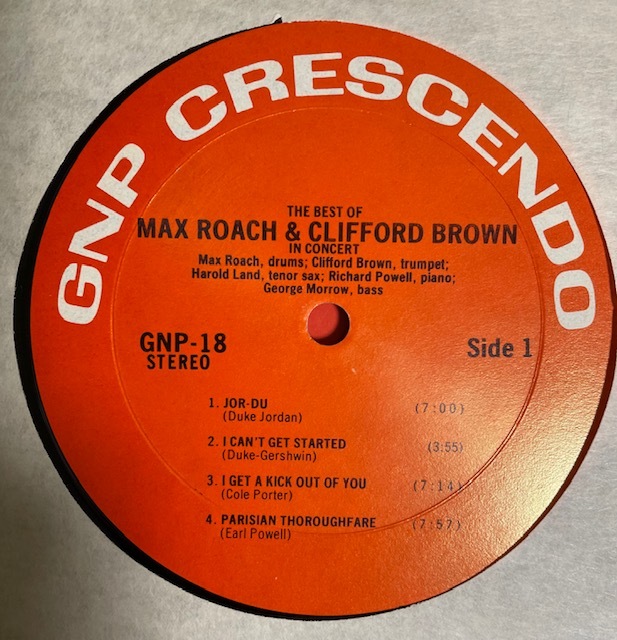 GNP CRESCENDO
THE BEST OF
MAX ROACH & CLIFFORD BROWN
IN CONCERT
Max Roach, drums; Clifford Brown, trumpet;
Harold Land, tenor sax; Richard Powell, piano;
George Morrow, bass
GNP-18 Side 1
STEREO
1. JOR-DU (7:00)
(Duke Jordan)
2. I CAN'T GET STARTED (3:55)
(Duke-Gershwin)
3. I GET A KICK OUT OF YOU (7:14)
(Cole Porter)
4. PARISIAN THOROUGHFARE (7:57)
(Earl Powell)